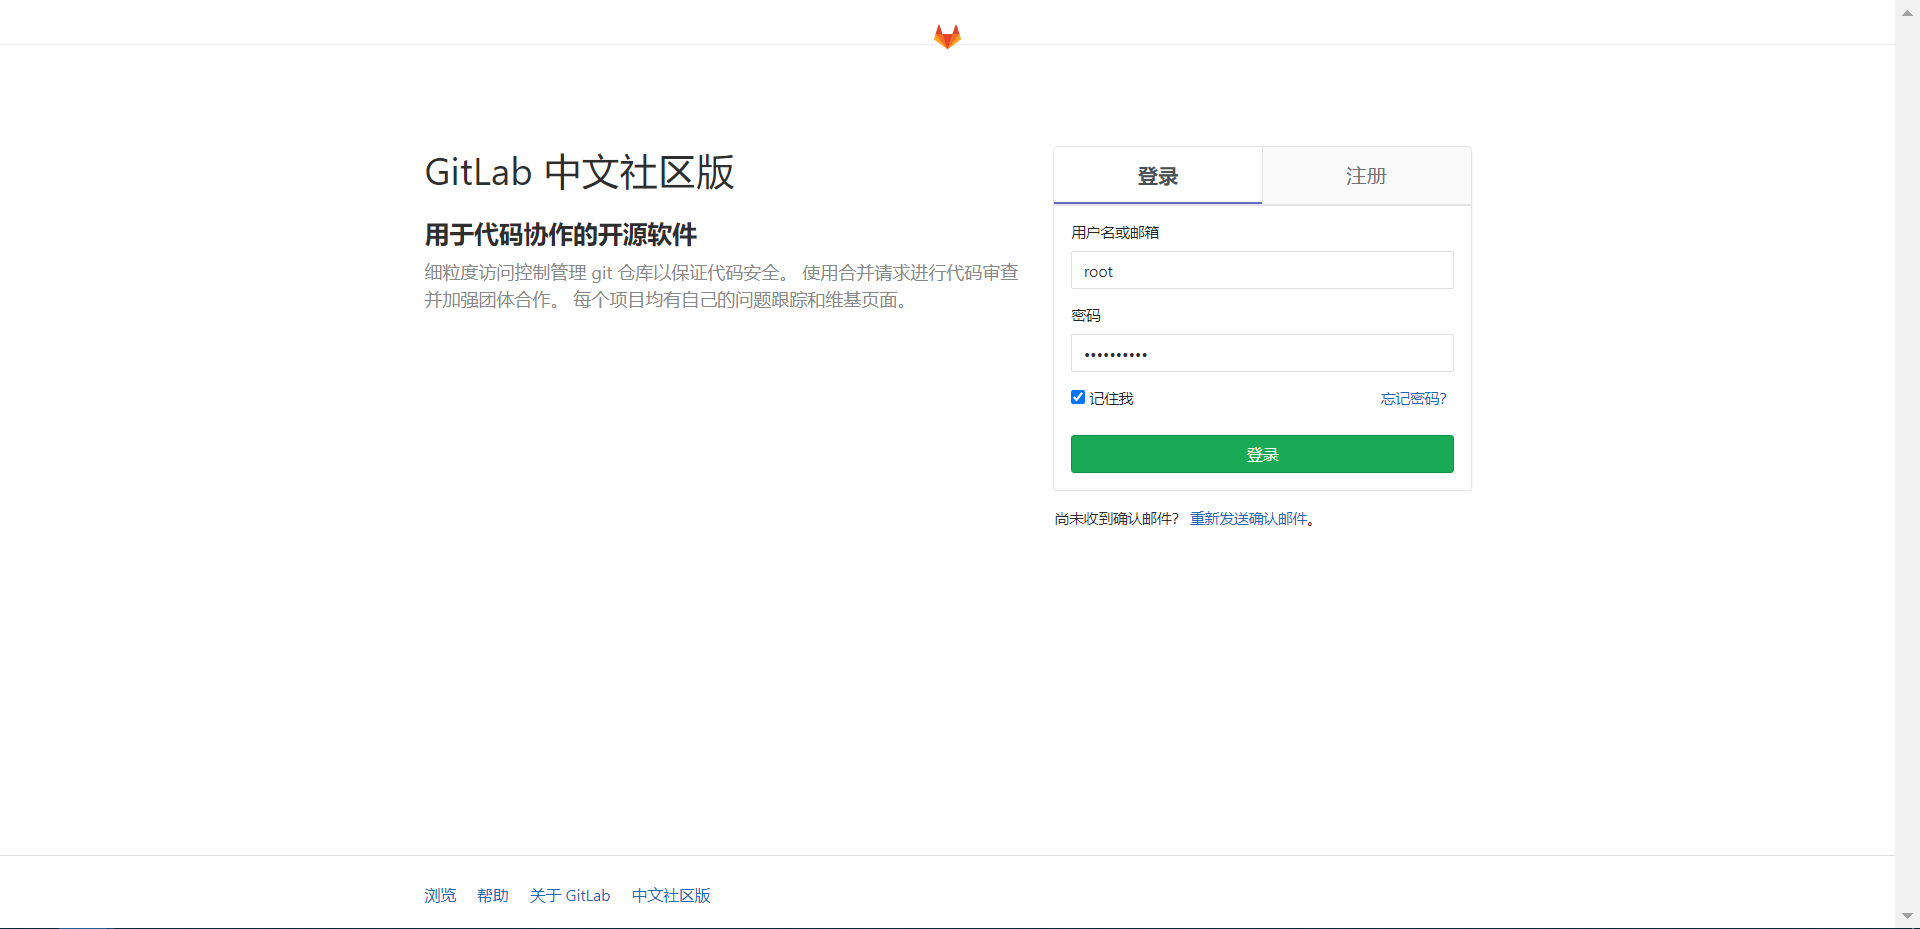 GitLab 中文社区版
用于代码协作的开源软件
细粒度访问控制管理 git 仓库以保证代码安全。 使用合并请求进行代码审查
并加强团体合作。 每个项目均有自己的问题跟踪和维基页面。
登录 注册
用户名或邮箱
root
密码
••••••••••
记住我 忘记密码?
登录
尚未收到确认邮件? 重新发送确认邮件。
浏览 帮助 关于 GitLab 中文社区版